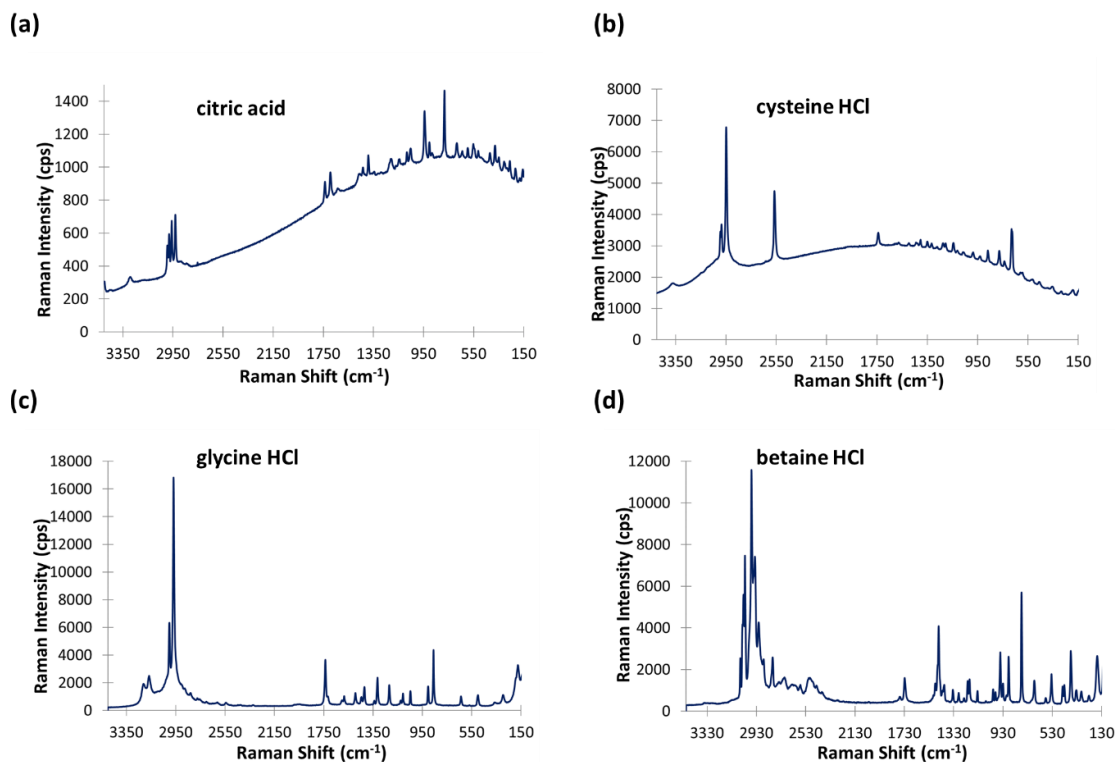 (a)
citric acid
Raman Intensity (cps)
1400
1200
1000
800
600
400
200
0
3350 2950 2550 2150 1750 1350 950 550 150
Raman Shift (cm⁻¹)
(b)
cysteine HCl
Raman Intensity (cps)
8000
7000
6000
5000
4000
3000
2000
1000
0
3350 2950 2550 2150 1750 1350 950 550 150
Raman Shift (cm⁻¹)
(c)
glycine HCl
Raman Intensity (cps)
18000
16000
14000
12000
10000
8000
6000
4000
2000
0
3350 2950 2550 2150 1750 1350 950 550 150
Raman Shift (cm⁻¹)
(d)
betaine HCl
Raman Intensity (cps)
12000
10000
8000
6000
4000
2000
0
3330 2930 2530 2130 1730 1330 930 530 130
Raman Shift (cm⁻¹)